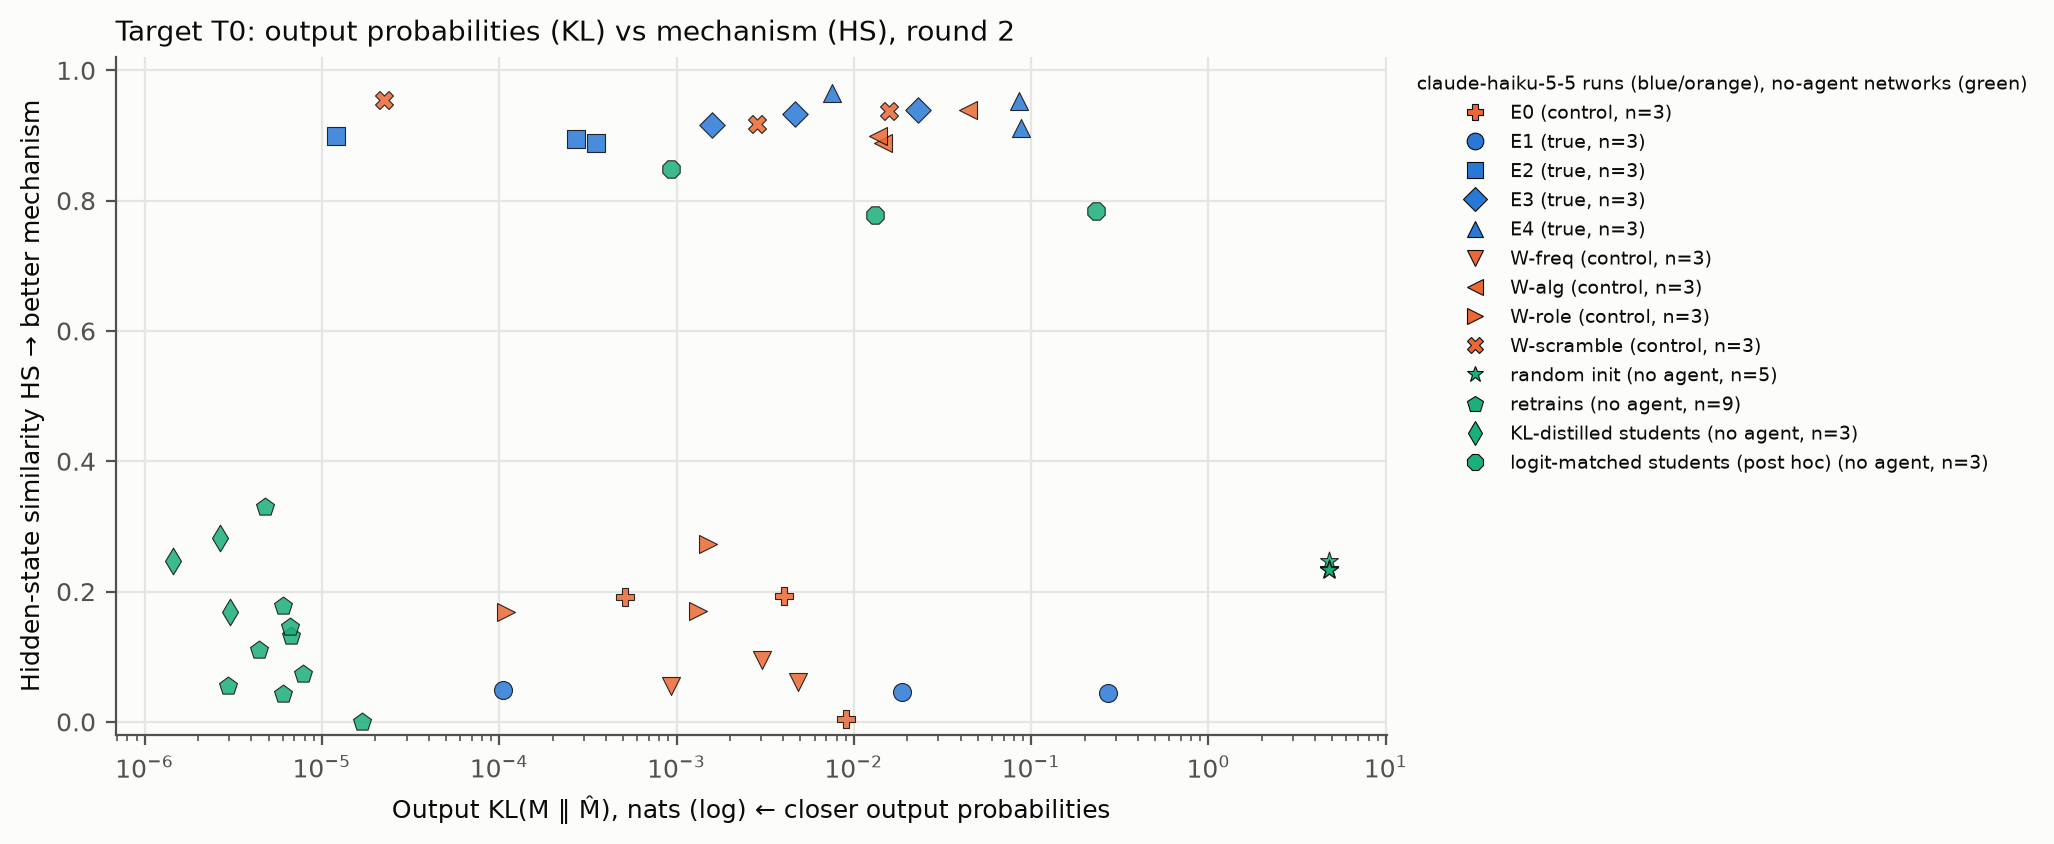 Target T0: output probabilities (KL) vs mechanism (HS), round 2
Hidden-state similarity HS → better mechanism
1.0
0.8
0.6
0.4
0.2
0.0
10⁻⁶
10⁻⁵
10⁻⁴
10⁻³
10⁻²
10⁻¹
10⁰
10¹
Output KL(M ∥ M̂), nats (log) ← closer output probabilities
claude-haiku-5-5 runs (blue/orange), no-agent networks (green)
E0 (control, n=3)
E1 (true, n=3)
E2 (true, n=3)
E3 (true, n=3)
E4 (true, n=3)
W-freq (control, n=3)
W-alg (control, n=3)
W-role (control, n=3)
W-scramble (control, n=3)
random init (no agent, n=5)
retrains (no agent, n=9)
KL-distilled students (no agent, n=3)
logit-matched students (post hoc) (no agent, n=3)